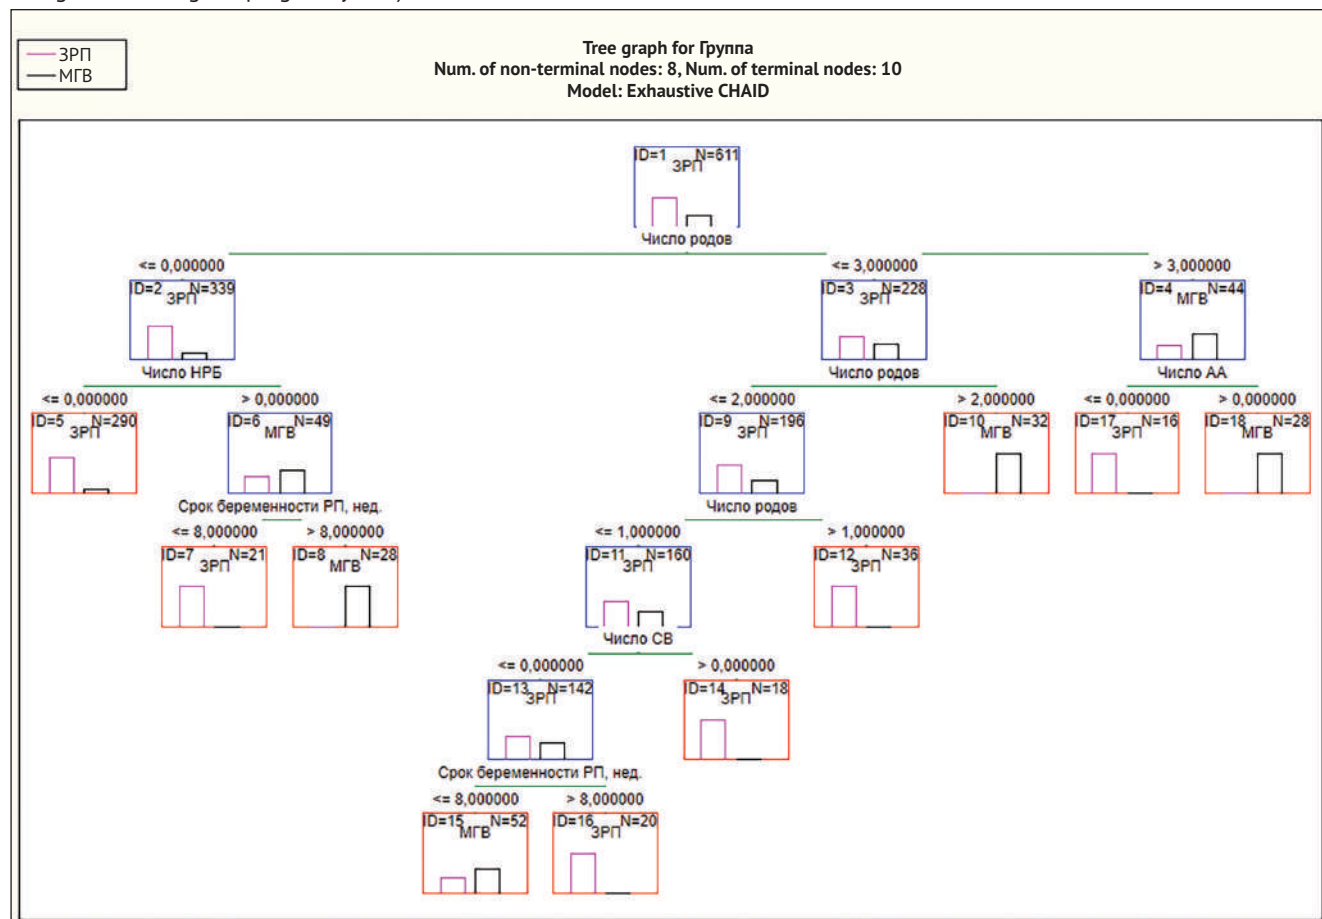 ЗРП
МГВ
Tree graph for Группа
Num. of non-terminal nodes: 8, Num. of terminal nodes: 10
Model: Exhaustive CHAID
ID=1 N=611
ЗРП
Число родов
<= 0,000000 <= 3,000000 > 3,000000
ID=2 N=339 ID=3 N=228 ID=4 N=44
ЗРП ЗРП МГВ
Число НРБ Число родов Число АА
<= 0,000000 > 0,000000 <= 2,000000 > 2,000000 <= 0,000000 > 0,000000
ID=5 N=290 ID=6 N=49 ID=9 N=196 ID=10 N=32 ID=17 N=16 ID=18 N=28
ЗРП МГВ ЗРП МГВ ЗРП МГВ
Срок беременности РП, нед. Число родов
<= 8,000000 > 8,000000 <= 1,000000 > 1,000000
ID=7 N=21 ID=8 N=28 ID=11 N=160 ID=12 N=36
ЗРП МГВ ЗРП ЗРП
Число СВ
<= 0,000000 > 0,000000
ID=13 N=142 ID=14 N=18
ЗРП ЗРП
Срок беременности РП, нед.
<= 8,000000 > 8,000000
ID=15 N=52 ID=16 N=20
МГВ ЗРП